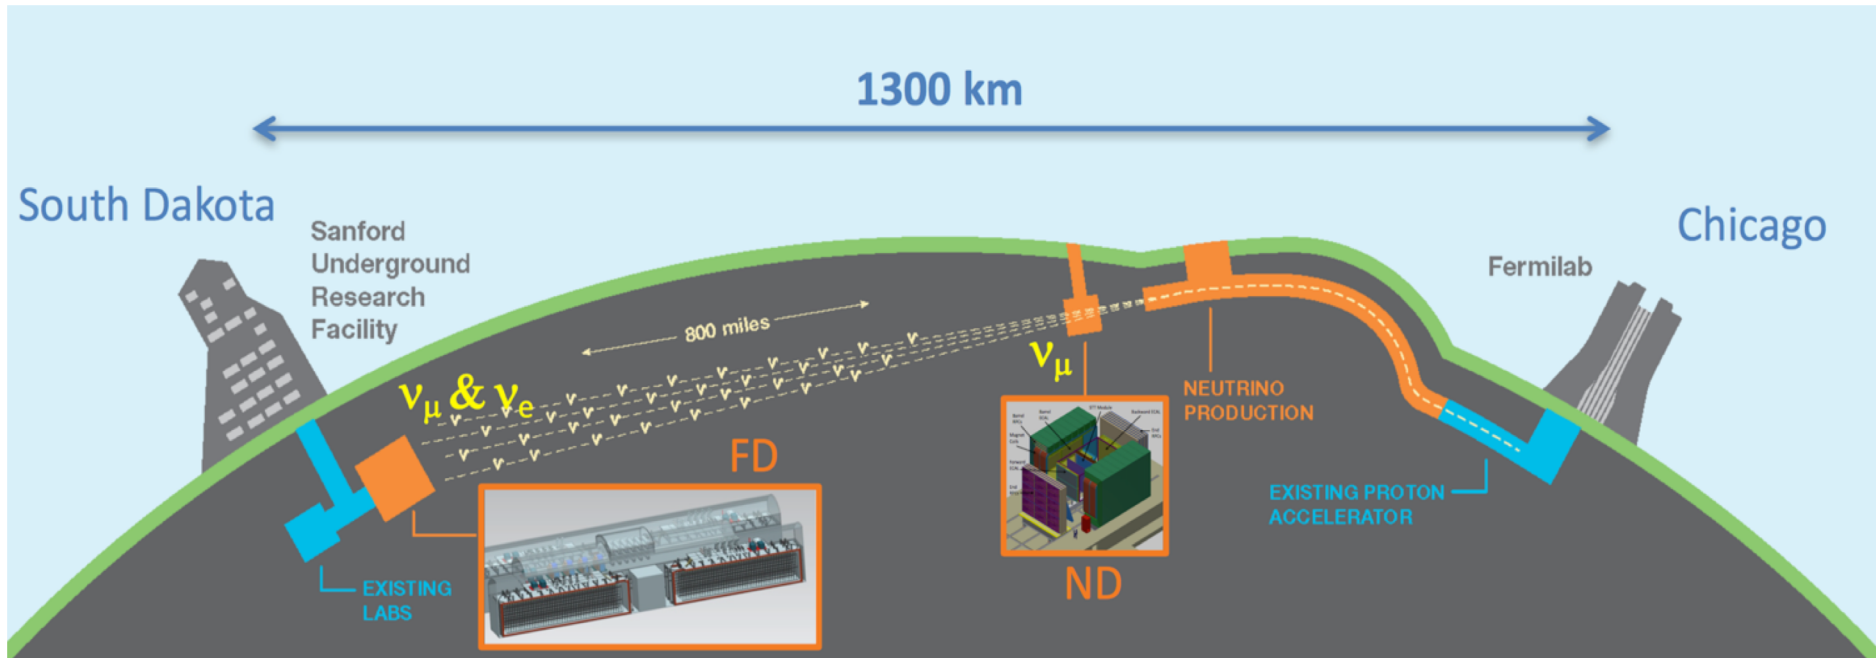 1300 km
South Dakota
Chicago
Sanford
Underground
Research
Facility
Fermilab
800 miles
νμ
νμ & νe
NEUTRINO
PRODUCTION
FD
EXISTING PROTON
ACCELERATOR
ND
EXISTING
LABS